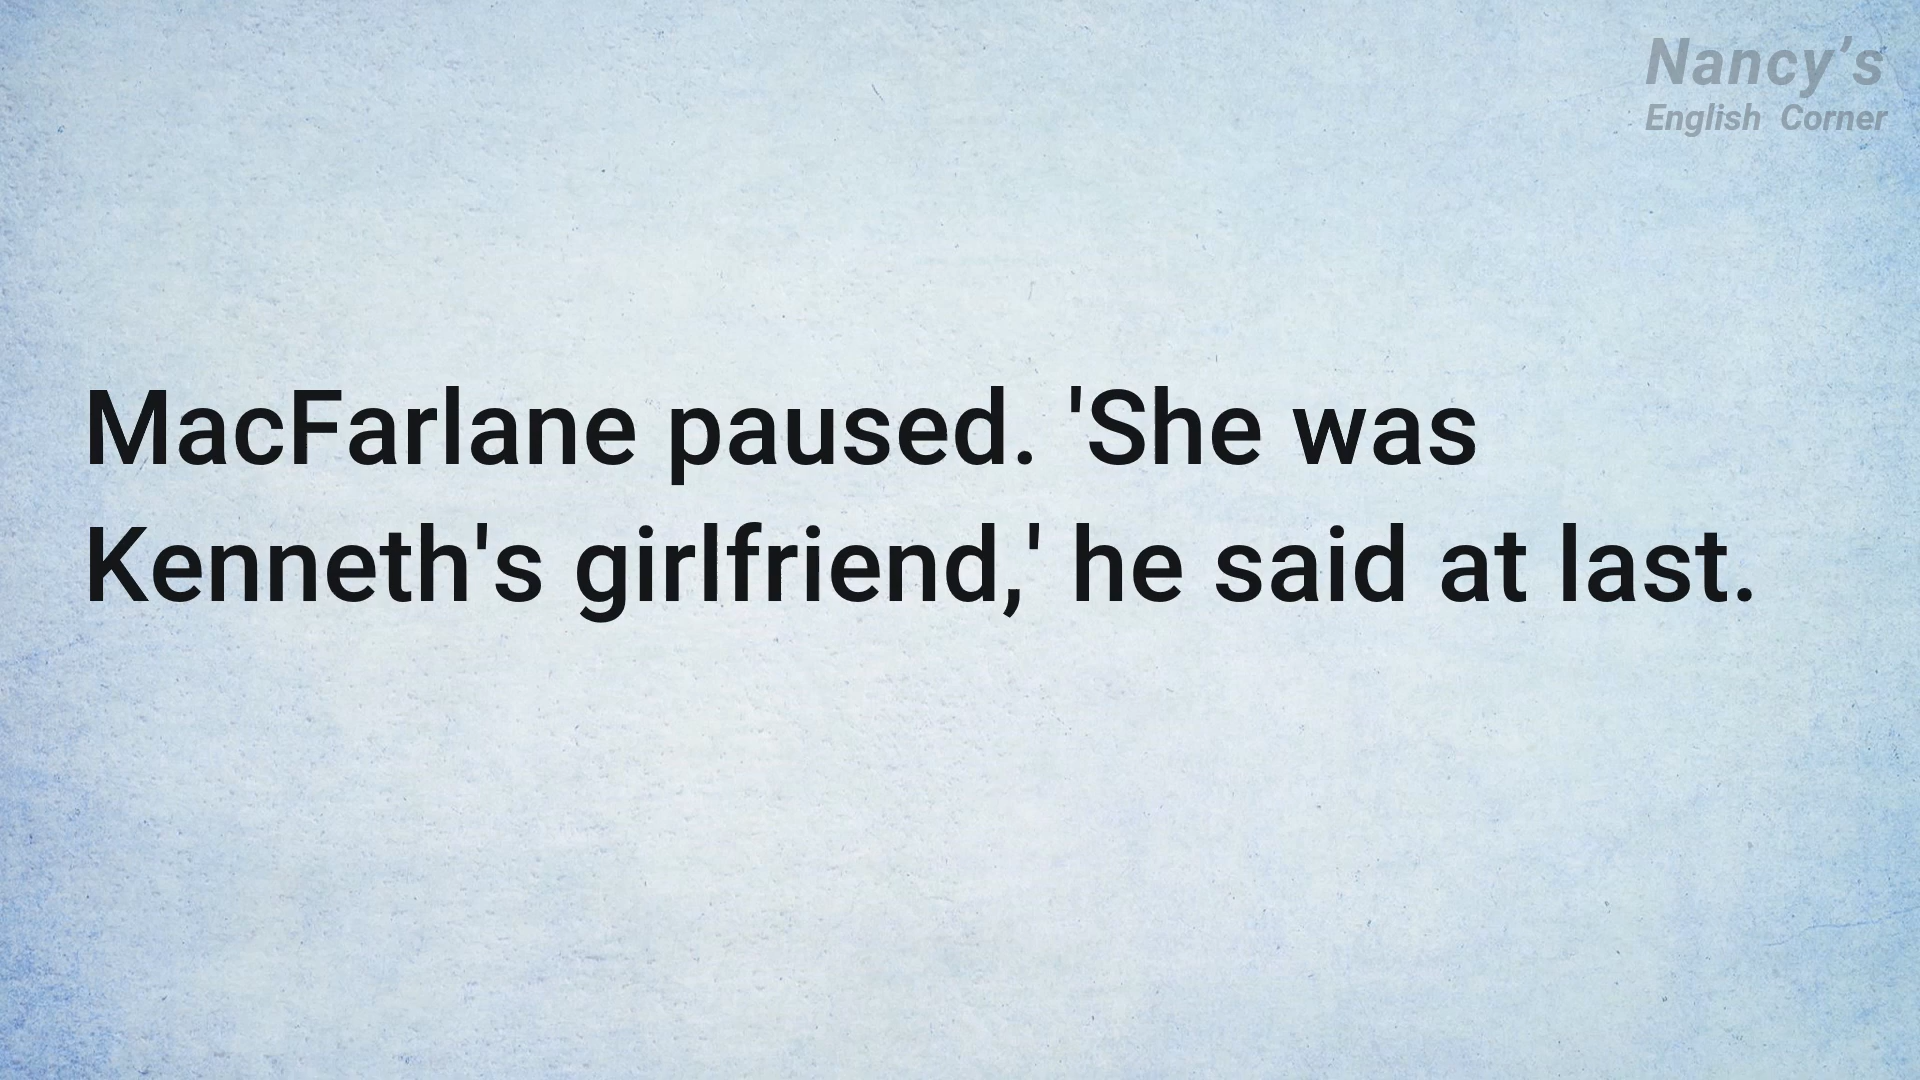 Nancy’s
English Corner
MacFarlane paused. 'She was
Kenneth's girlfriend,' he said at last.